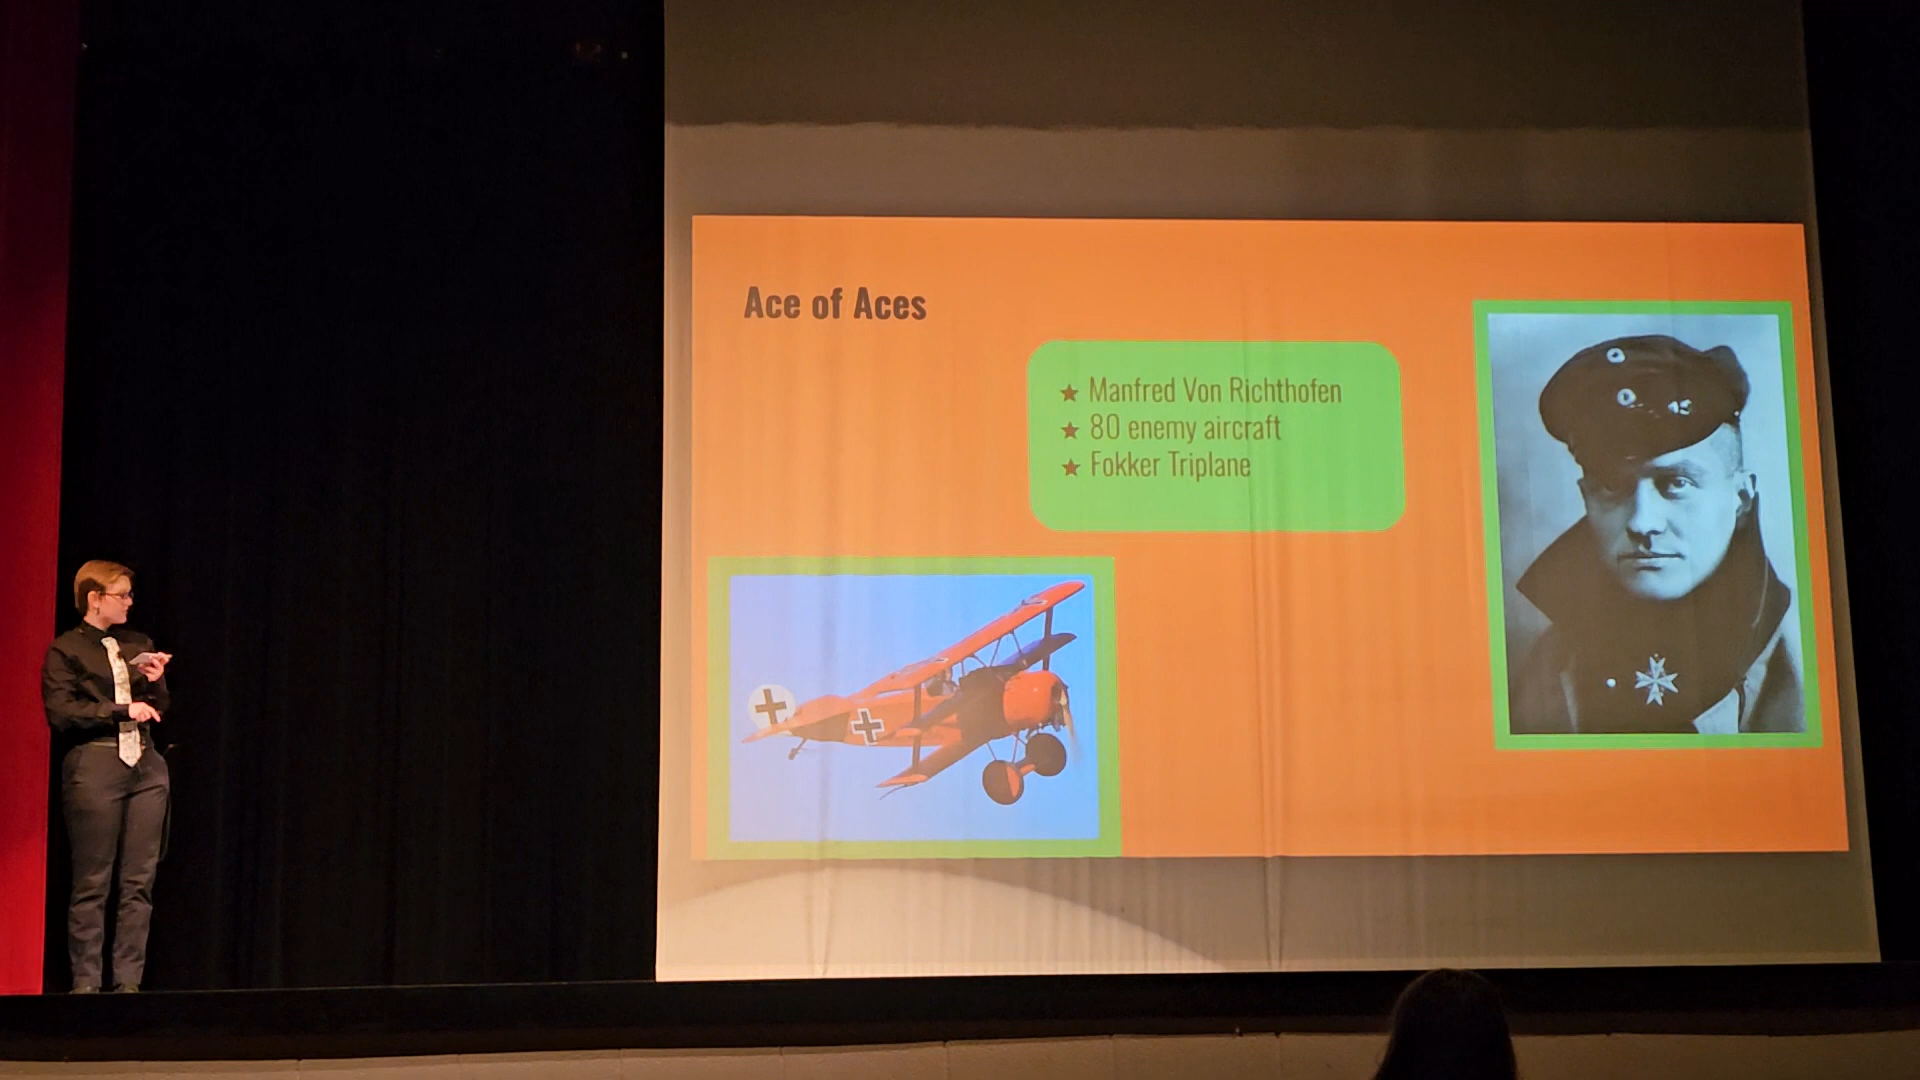 Ace of Aces
★ Manfred Von Richthofen
★ 80 enemy aircraft
★ Fokker Triplane